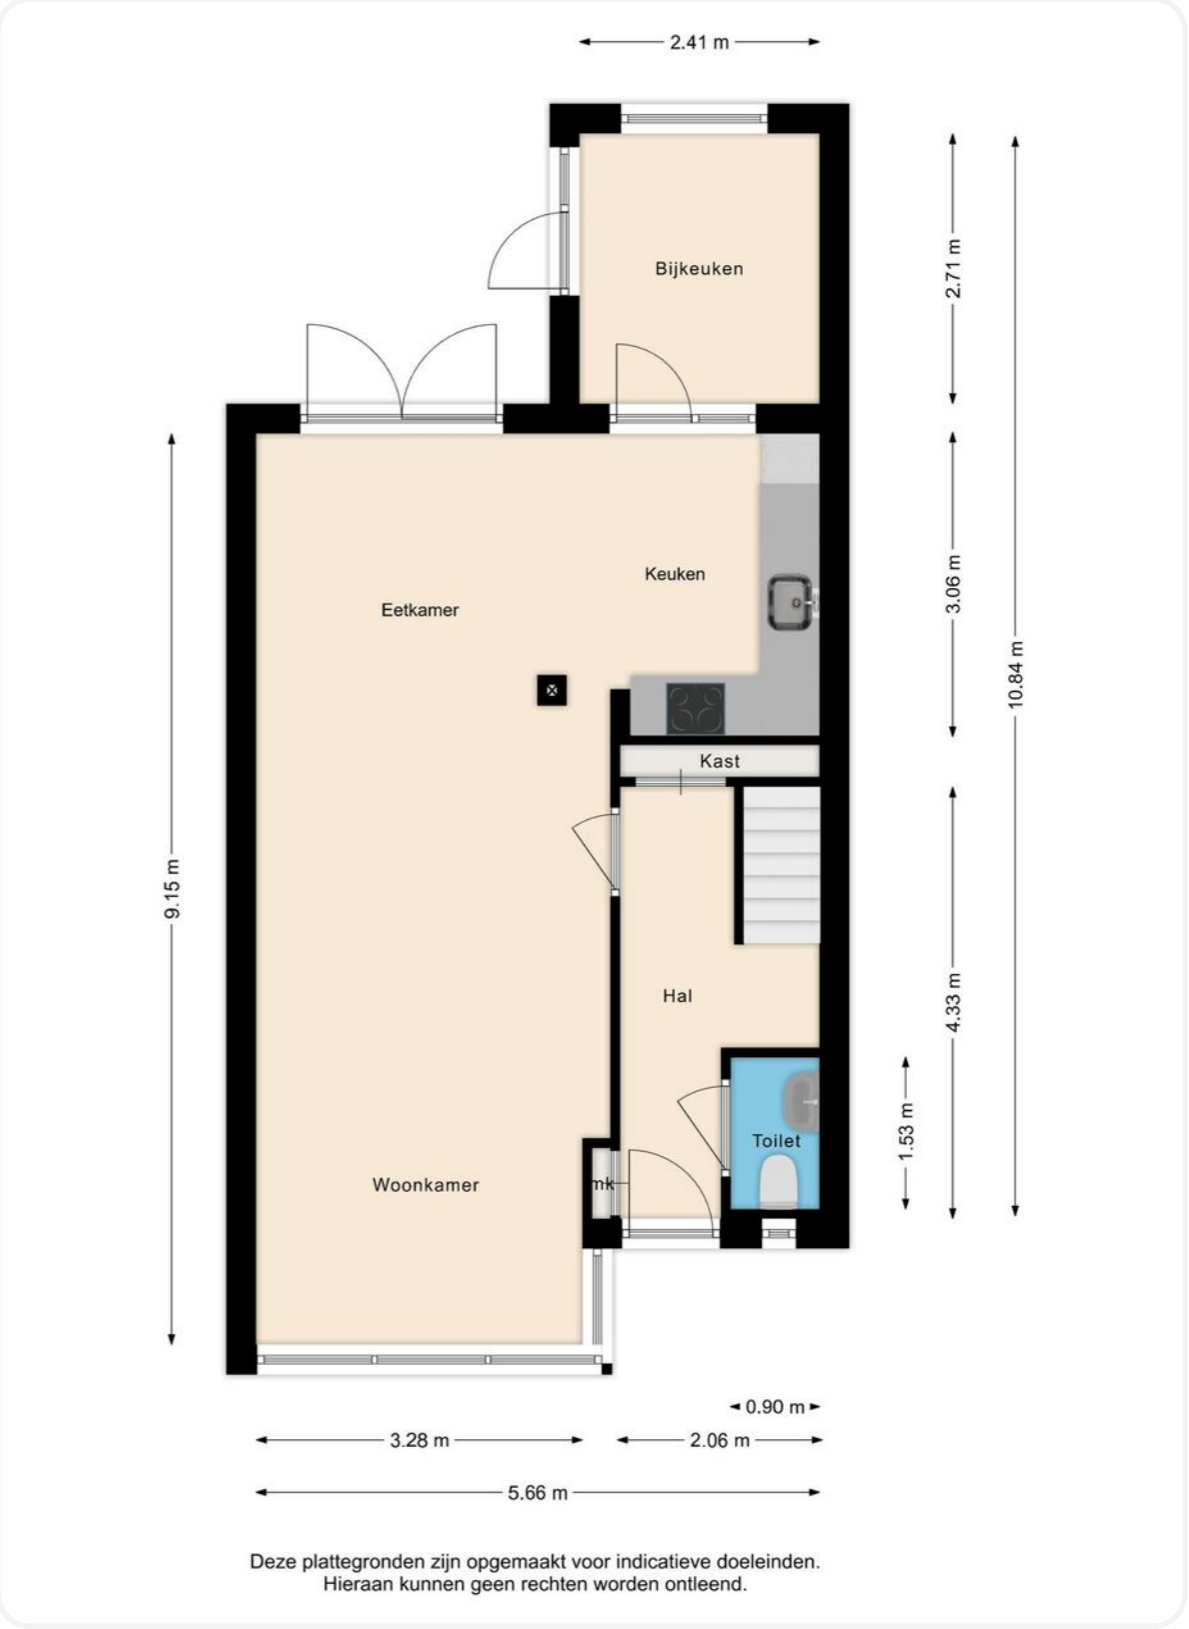 2.41 m
Bijkeuken
2.71 m
Keuken
Eetkamer
3.06 m
10.84 m
Kast
9.15 m
Hal
4.33 m
1.53 m
Toilet
mk
Woonkamer
0.90 m
3.28 m
2.06 m
5.66 m
Deze plattegronden zijn opgemaakt voor indicatieve doeleinden.
Hieraan kunnen geen rechten worden ontleend.